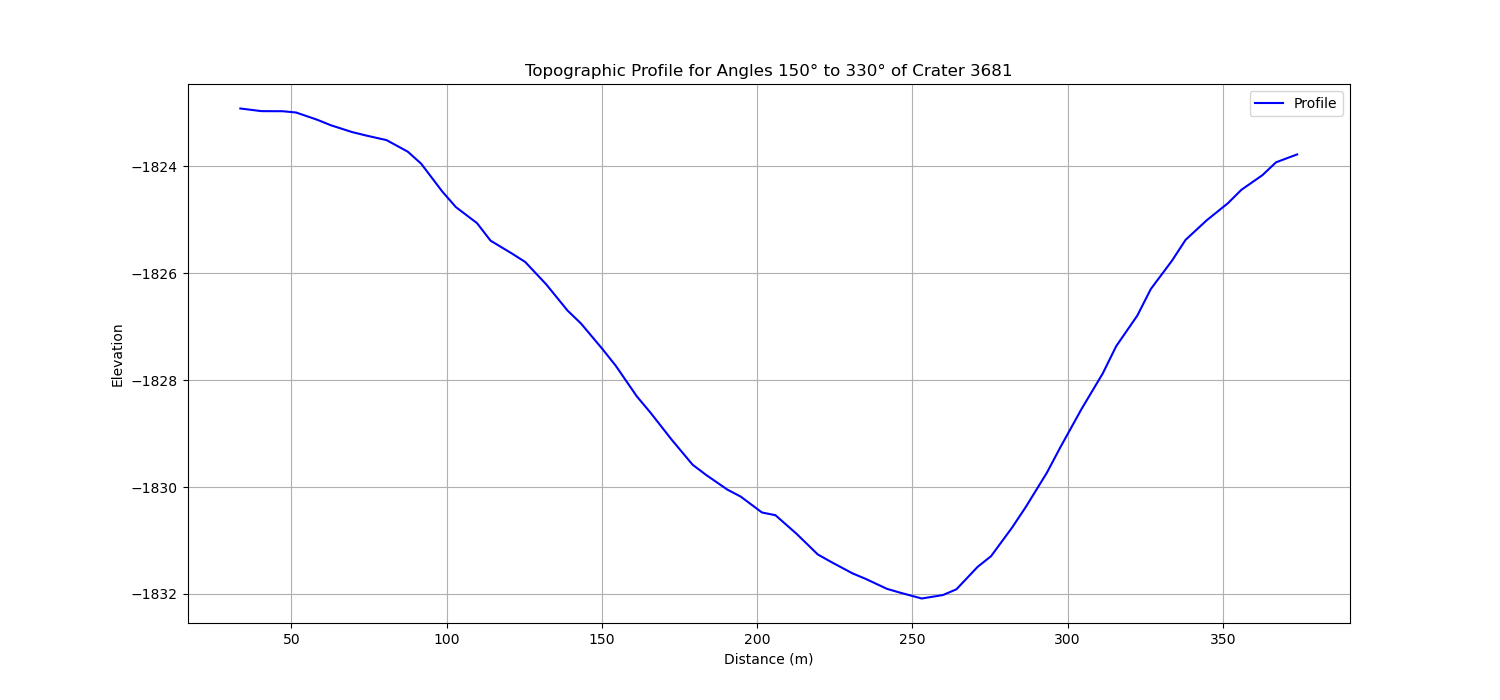 Topographic Profile for Angles 150° to 330° of Crater 3681
Profile
−1824
−1826
−1828
−1830
−1832
Elevation
50 100 150 200 250 300 350
Distance (m)